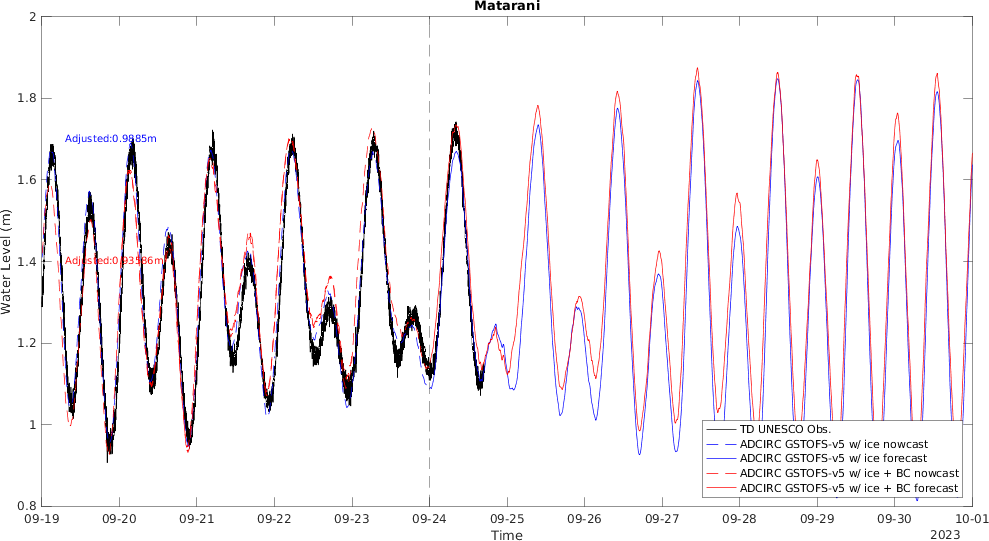 Matarani
2
1.8
1.6
1.4
1.2
1
0.8
Water Level (m)
Adjusted:0.9885m
Adjusted:0.93586m
TD UNESCO Obs.
ADCIRC GSTOFS-v5 w/ ice nowcast
ADCIRC GSTOFS-v5 w/ ice forecast
ADCIRC GSTOFS-v5 w/ ice + BC nowcast
ADCIRC GSTOFS-v5 w/ ice + BC forecast
09-19 09-20 09-21 09-22 09-23 09-24 09-25 09-26 09-27 09-28 09-29 09-30 10-01
Time
2023